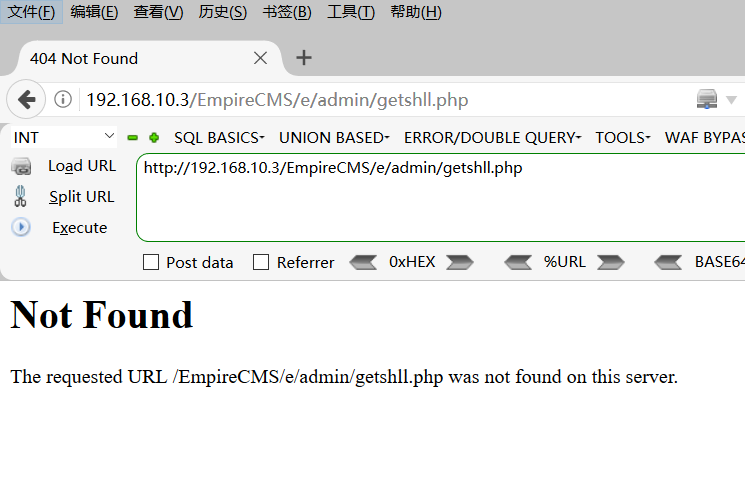 文件(F) 编辑(E) 查看(V) 历史(S) 书签(B) 工具(T) 帮助(H)
404 Not Found
192.168.10.3/EmpireCMS/e/admin/getshll.php
INT SQL BASICS UNION BASED ERROR/DOUBLE QUERY TOOLS WAF BYPAS
Load URL http://192.168.10.3/EmpireCMS/e/admin/getshll.php
Split URL
Execute
Post data Referrer 0xHEX %URL BASE64
Not Found
The requested URL /EmpireCMS/e/admin/getshll.php was not found on this server.